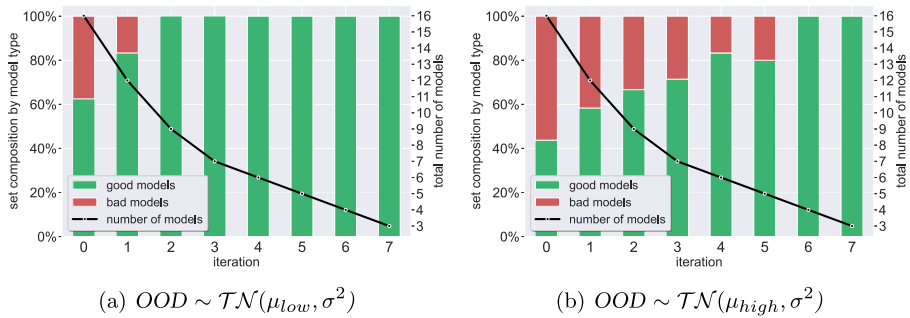 set composition by model type
100%
80%
60%
40%
20%
0%
good models
bad models
number of models
0 1 2 3 4 5 6 7
iteration
16
15
14
13
12
11
10
9
8
7
6
5
4
3
total number of models
(a) OOD ∼ 𝒯𝒩(μ_low, σ²)
set composition by model type
100%
80%
60%
40%
20%
0%
good models
bad models
number of models
0 1 2 3 4 5 6 7
iteration
16
15
14
13
12
11
10
9
8
7
6
5
4
3
total number of models
(b) OOD ∼ 𝒯𝒩(μ_high, σ²)